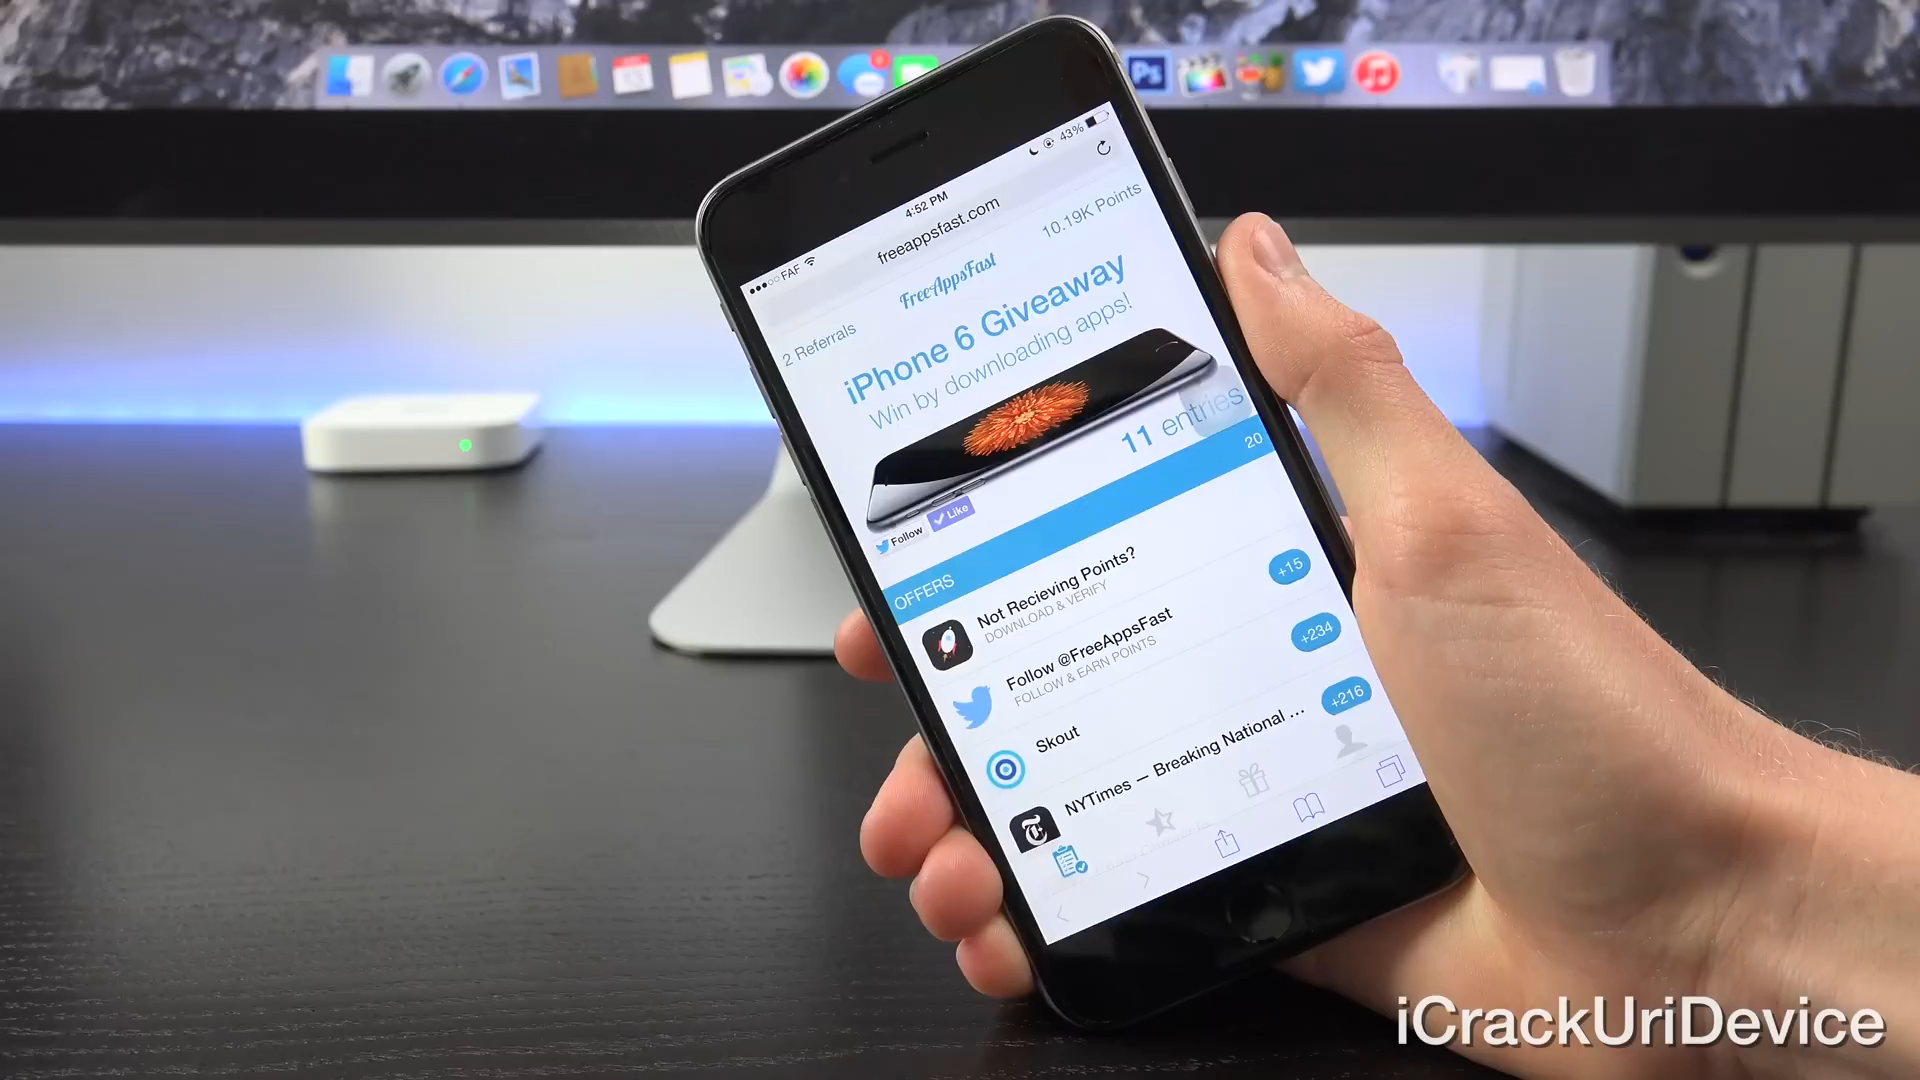 Ps
●●●○○ FAF
4:52 PM
43%
freeappsfast.com
2 Referrals
FreeAppsFast
10.19K Points
iPhone 6 Giveaway
Win by downloading apps!
11 entries
Follow
Like
OFFERS
20
Not Recieving Points?
DOWNLOAD & VERIFY
+15
Follow @FreeAppsFast
FOLLOW & EARN POINTS
+234
Skout
+216
NYTimes – Breaking National ...
iCrackUriDevice